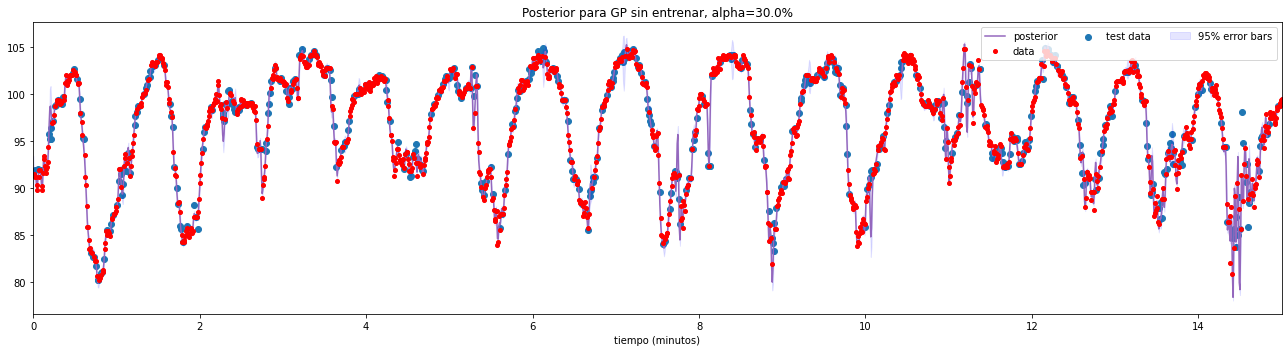 Posterior para GP sin entrenar, alpha=30.0%
posterior
data
test data
95% error bars
105
100
95
90
85
80
0 2 4 6 8 10 12 14
tiempo (minutos)